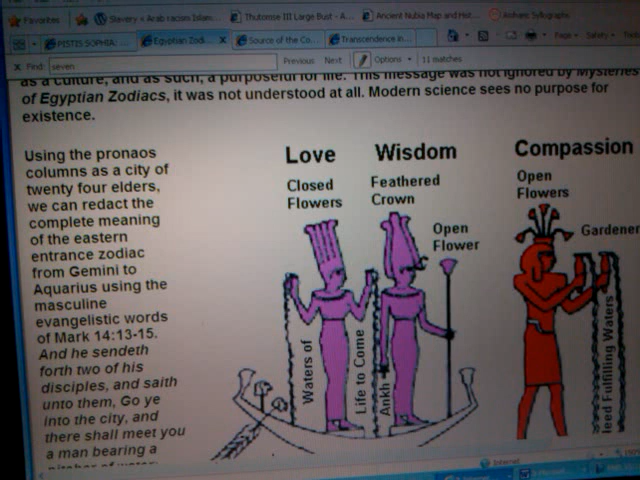 Favorites
Slavery « Arab racism Islam...
Thutomse III Large Bust - A...
Ancient Nubia Map and Hist...
Amharic Syllographs
PISTIS SOPHIA: ...
Egyptian Zodi...
Source of the Co...
Transcendence in...
Page
Safety
x Find: seven
Previous
Next
Options
11 matches
as a culture, and as such, a purposeful for life. This message was not ignored by Mysteries
of Egyptian Zodiacs, it was not understood at all. Modern science sees no purpose for
existence.
Using the pronaos
columns as a city of
twenty four elders,
we can redact the
complete meaning
of the eastern
entrance zodiac
from Gemini to
Aquarius using the
masculine
evangelistic words
of Mark 14:13-15.
And he sendeth
forth two of his
disciples, and saith
unto them, Go ye
into the city, and
there shall meet you
a man bearing a
pitcher of water:
Love
Closed
Flowers
Wisdom
Feathered
Crown
Open
Flower
Compassion
Open
Flowers
Gardener
Waters of
Life to Come
Ankh
leed Fulfilling Waters
Internet